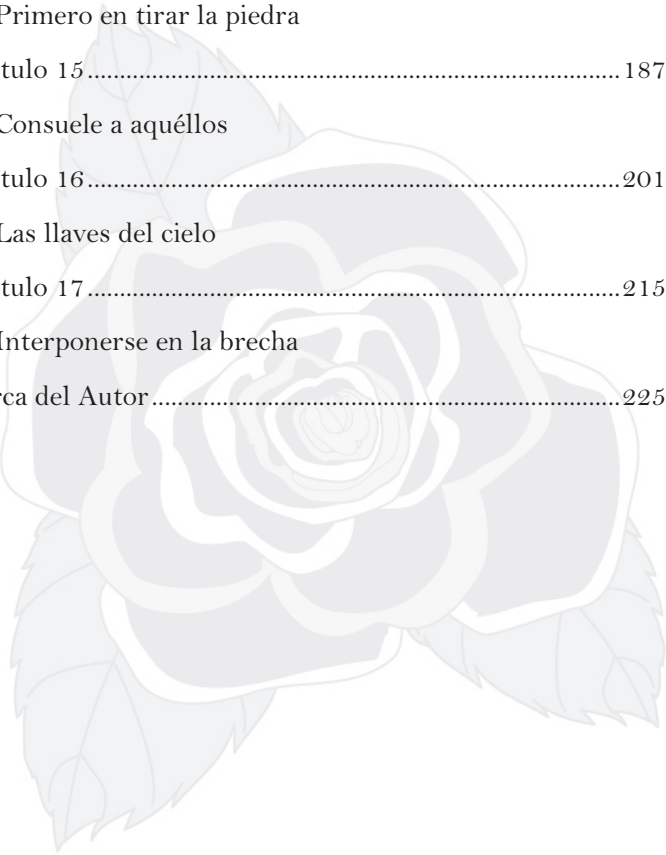 Primero en tirar la piedra
tulo 15..........................................................................187
Consuele a aquéllos
tulo 16..........................................................................201
Las llaves del cielo
tulo 17..........................................................................215
Interponerse en la brecha
rca del Autor.................................................................225